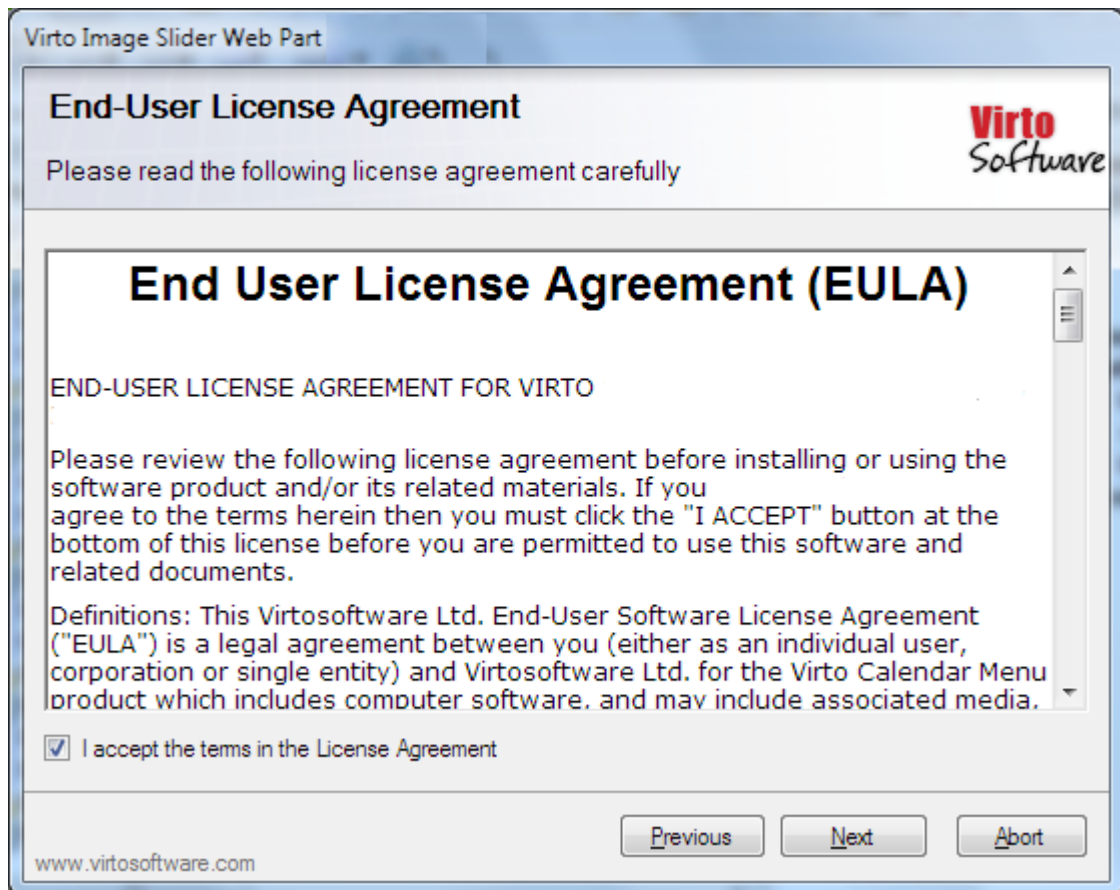 Virto Image Slider Web Part
End-User License Agreement
Please read the following license agreement carefully
Virto
Software
End User License Agreement (EULA)
END-USER LICENSE AGREEMENT FOR VIRTO
Please review the following license agreement before installing or using the
software product and/or its related materials. If you
agree to the terms herein then you must click the "I ACCEPT" button at the
bottom of this license before you are permitted to use this software and
related documents.
Definitions: This Virtosoftware Ltd. End-User Software License Agreement
("EULA") is a legal agreement between you (either as an individual user,
corporation or single entity) and Virtosoftware Ltd. for the Virto Calendar Menu
product which includes computer software, and may include associated media,
I accept the terms in the License Agreement
Previous Next Abort
www.virtosoftware.com